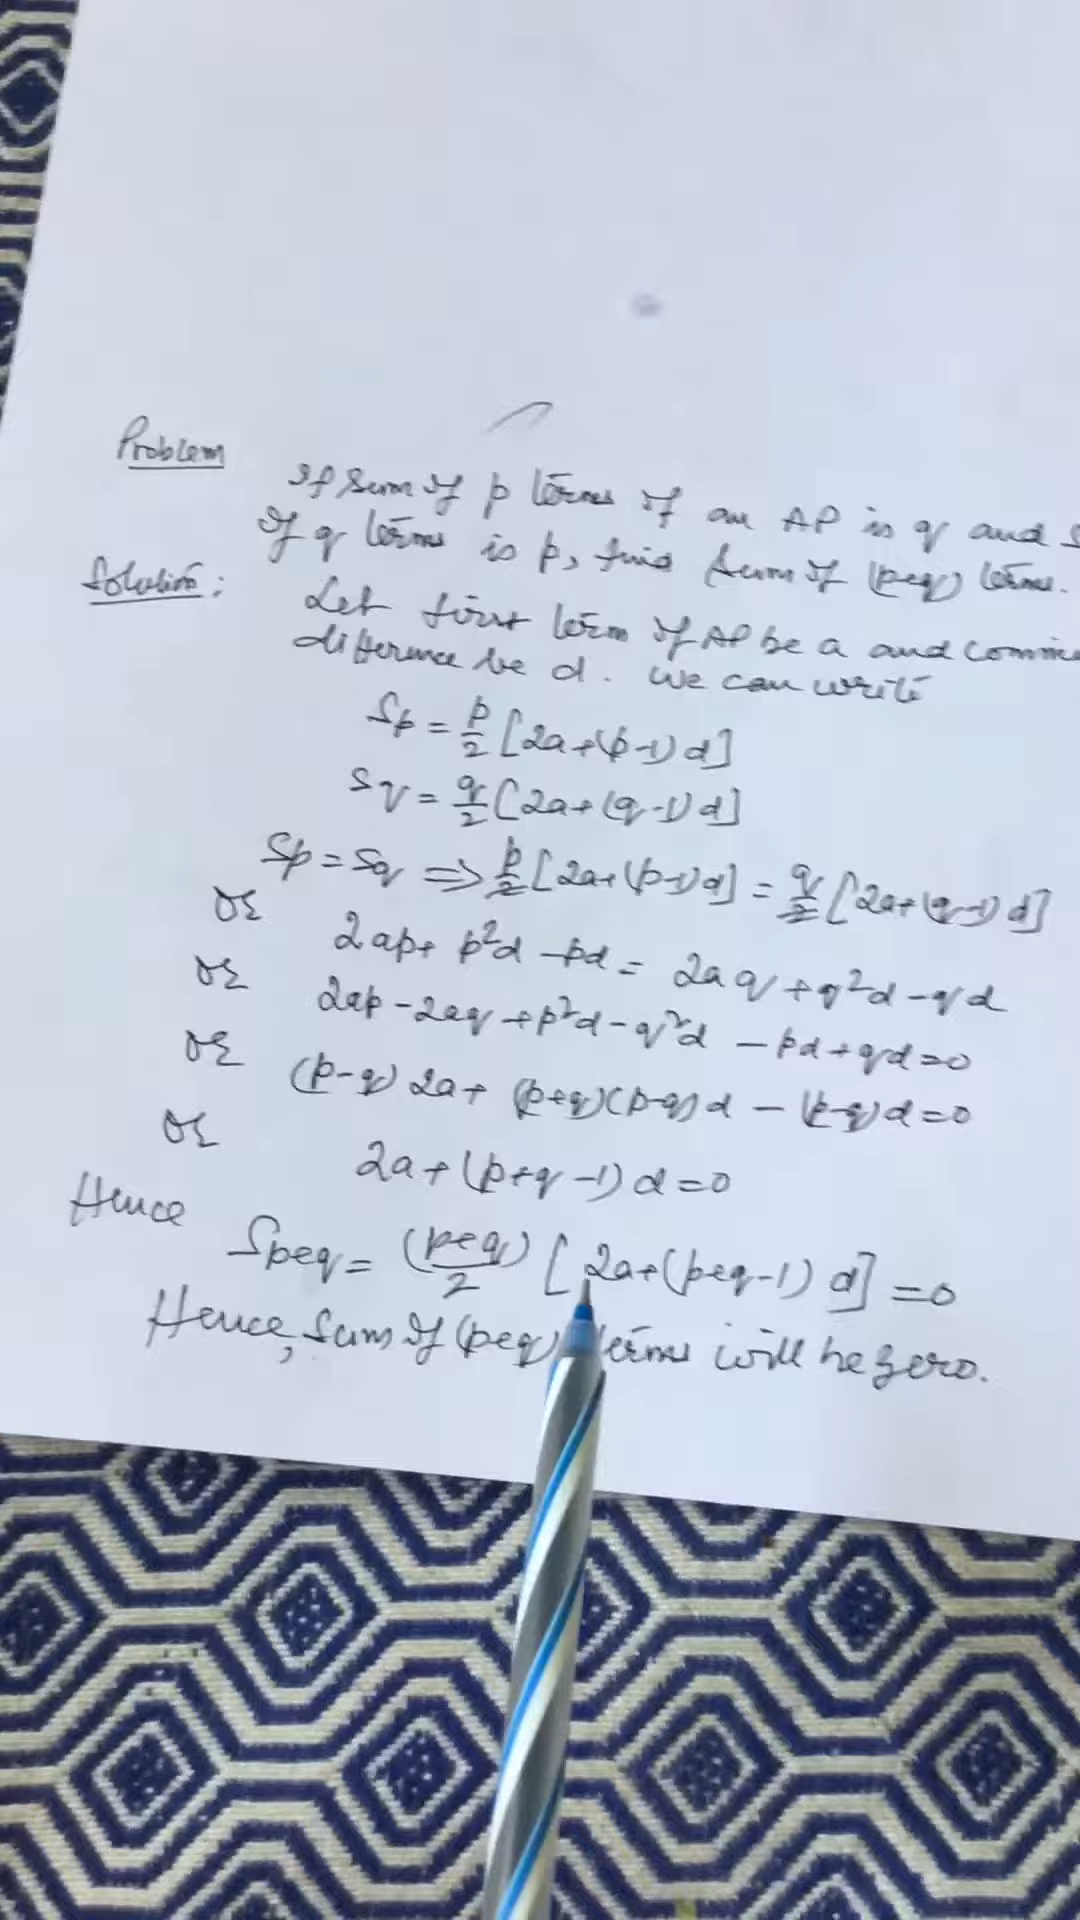 Problem
If Sum of p terms of an AP is q and
of q terms is p, find Sum of (p+q) terms.
Solution:
Let first term of AP be a and
difference be d. We can write
Sp = p/2 [2a+(p-1)d]
Sq = q/2 [2a+(q-1)d]
Sp = Sq ⇒ p/2 [2a+(p-1)d] = q/2 [2a+(q-1)d]
or 2ap + p²d - pd = 2aq + q²d - qd
or 2ap - 2aq + p²d - q²d - pd + qd = 0
or (p-q) 2a + (p+q)(p-q)d - (p-q)d = 0
or 2a + (p+q-1)d = 0
Hence Sp+q = (p+q)/2 [2a+(p+q-1)d] = 0
Hence, Sum of (p+q) terms will be zero.